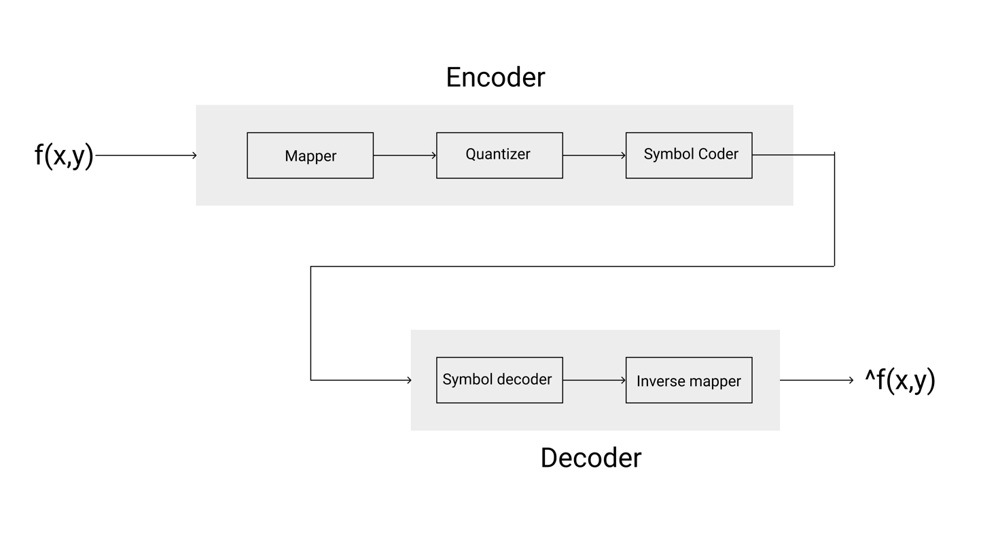 Encoder
f(x,y)
Mapper
Quantizer
Symbol Coder
Symbol decoder
Inverse mapper
^f(x,y)
Decoder